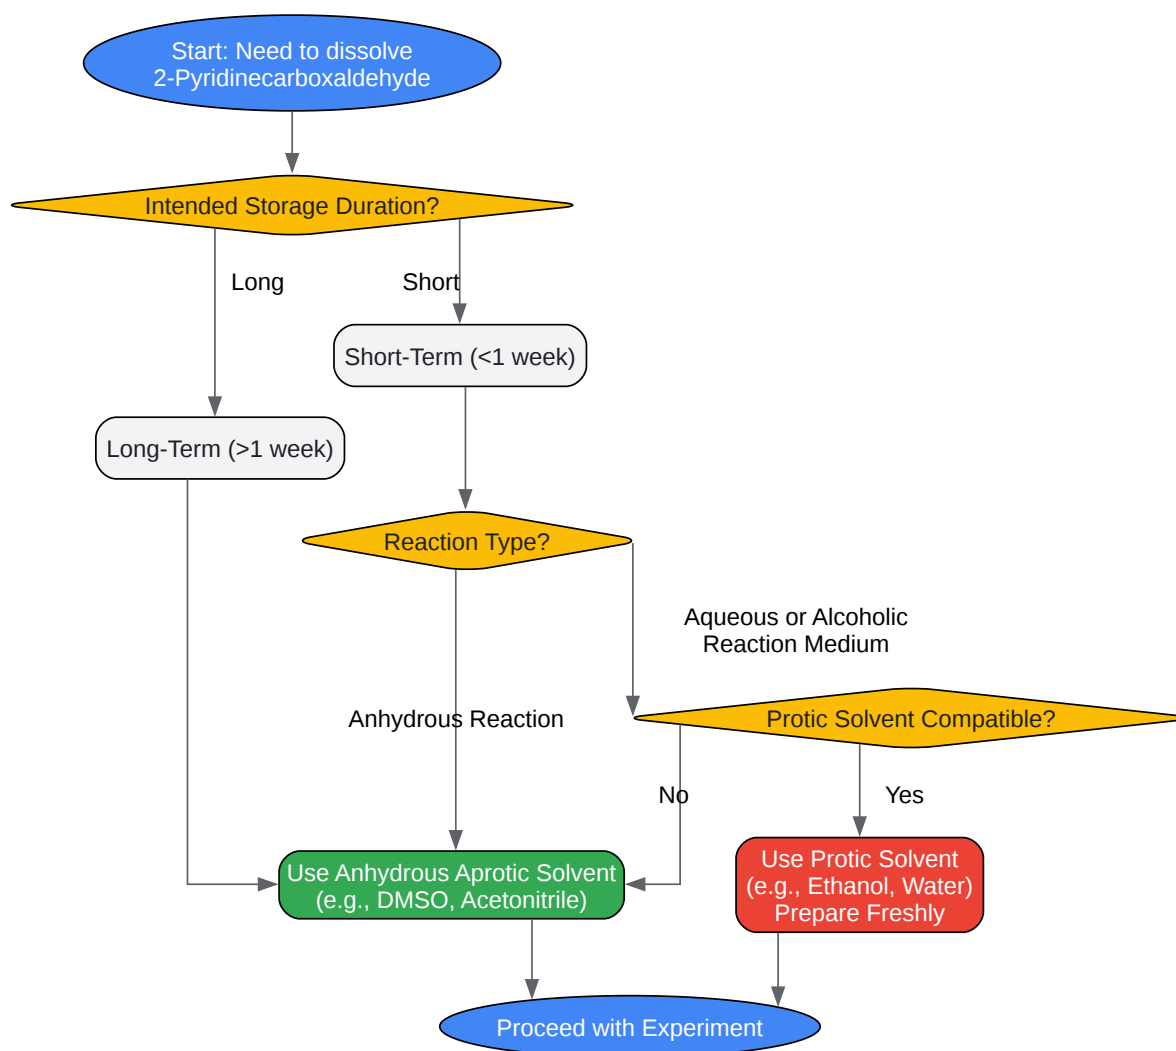 Start: Need to dissolve
2-Pyridinecarboxaldehyde
Intended Storage Duration?
Long
Short
Short-Term (<1 week)
Long-Term (>1 week)
Reaction Type?
Aqueous or Alcoholic
Reaction Medium
Anhydrous Reaction
Protic Solvent Compatible?
No
Yes
Use Anhydrous Aprotic Solvent
(e.g., DMSO, Acetonitrile)
Use Protic Solvent
(e.g., Ethanol, Water)
Prepare Freshly
Proceed with Experiment